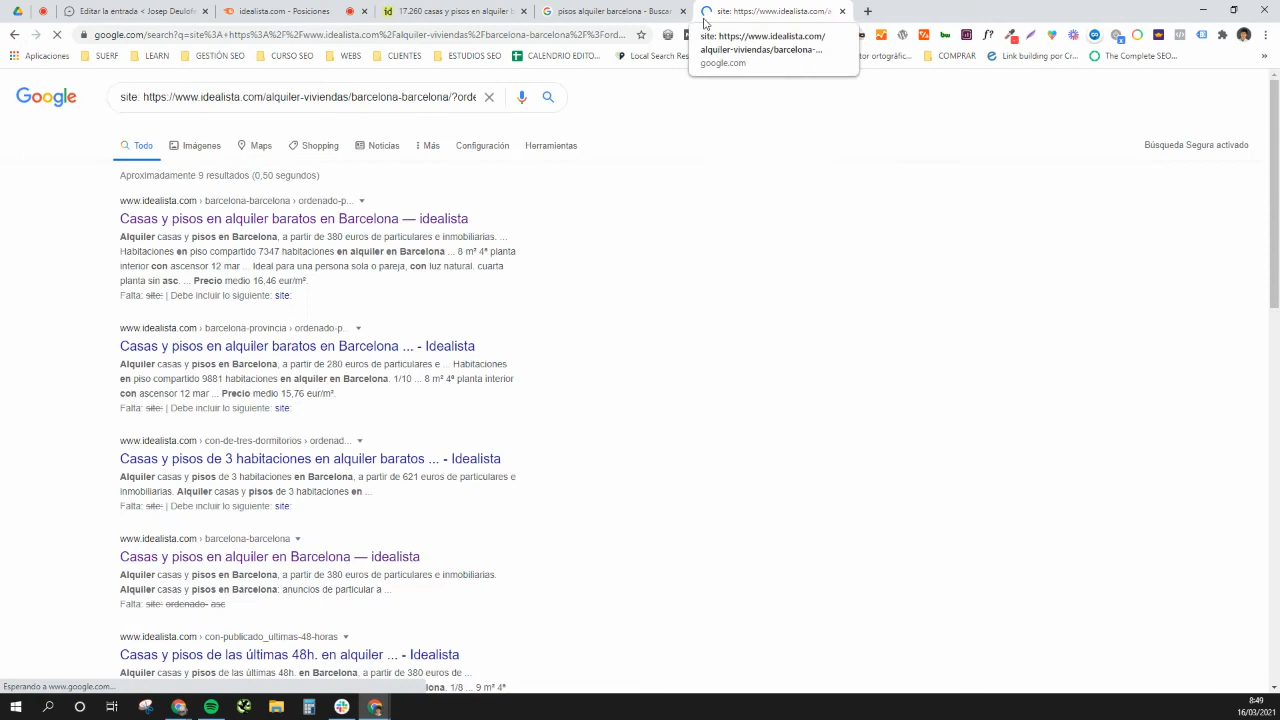 Editar la entrada < Josep Deulof
idealista.com - Posiciones
17.260 casas y pisos en alquiler b
pisos alquiler barcelona - Buscar
site: https://www.idealista.com/a
google.com/search?q=site%3A+https%3A%2F%2Fwww.idealista.com%2Falquiler-viviendas%2Fbarcelona-barcelona%2F%3Ford...
site: https://www.idealista.com/
alquiler-viviendas/barcelona-...
google.com
Aplicaciones
SUERF
LEARN
GESTIÓN SEO
CURSO SEO
WEBS
CLIENTES
ESTUDIOS SEO
CALENDARIO EDITO...
Local Search Res
tor ortográfic...
COMPRAR
Link building por Cr...
The Complete SEO...
Google
site: https://www.idealista.com/alquiler-viviendas/barcelona-barcelona/?orde
Todo
Imágenes
Maps
Shopping
Noticias
Más
Configuración
Herramientas
Búsqueda Segura activado
Aproximadamente 9 resultados (0,50 segundos)
www.idealista.com › barcelona-barcelona › ordenado-p...
Casas y pisos en alquiler baratos en Barcelona — idealista
Alquiler casas y pisos en Barcelona, a partir de 380 euros de particulares e inmobiliarias. ...
Habitaciones en piso compartido 7347 habitaciones en alquiler en Barcelona ... 8 m² 4ª planta
interior con ascensor 12 mar ... Ideal para una persona sola o pareja, con luz natural. cuarta
planta sin asc. ... Precio medio 16,46 eur/m².
Falta: site: | Debe incluir lo siguiente: site:
www.idealista.com › barcelona-provincia › ordenado-p...
Casas y pisos en alquiler baratos en Barcelona ... - Idealista
Alquiler casas y pisos en Barcelona, a partir de 280 euros de particulares e ... Habitaciones
en piso compartido 9881 habitaciones en alquiler en Barcelona. 1/10 ... 8 m² 4ª planta interior
con ascensor 12 mar ... Precio medio 15,76 eur/m².
Falta: site: | Debe incluir lo siguiente: site:
www.idealista.com › con-de-tres-dormitorios › ordenad...
Casas y pisos de 3 habitaciones en alquiler baratos ... - Idealista
Alquiler casas y pisos de 3 habitaciones en Barcelona, a partir de 621 euros de particulares e
inmobiliarias. Alquiler casas y pisos de 3 habitaciones en ...
Falta: site: | Debe incluir lo siguiente: site:
www.idealista.com › barcelona-barcelona
Casas y pisos en alquiler en Barcelona — idealista
Alquiler casas y pisos en Barcelona, a partir de 380 euros de particulares e inmobiliarias.
Alquiler casas y pisos en Barcelona: anuncios de particular a ...
Falta: site: ordenado- asc
www.idealista.com › con-publicado_ultimas-48-horas
Casas y pisos de las últimas 48h. en alquiler ... - Idealista
Alquiler casas y pisos de las últimas 48h. en Barcelona, a partir de 380 euros de ...
lona, 1/8 ... 9 m² 4ª
Esperando a www.google.com...
8:49
16/03/2021